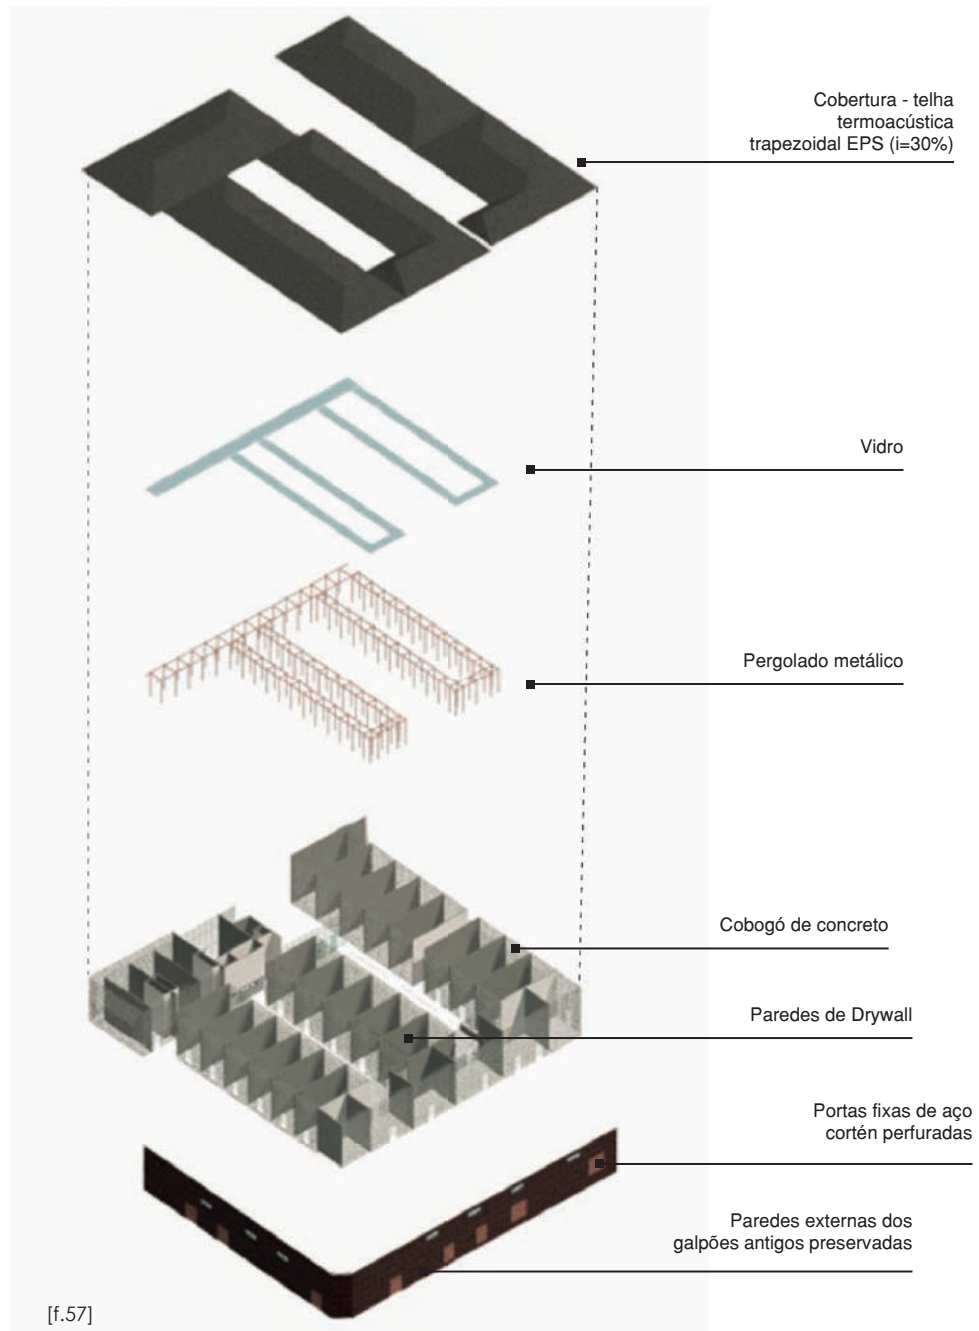 Cobertura - telha
termoacústica
trapezoidal EPS (i=30%)
Vidro
Pergolado metálico
Cobogó de concreto
Paredes de Drywall
Portas fixas de aço
cortén perfuradas
Paredes externas dos
galpões antigos preservadas
[f.57]